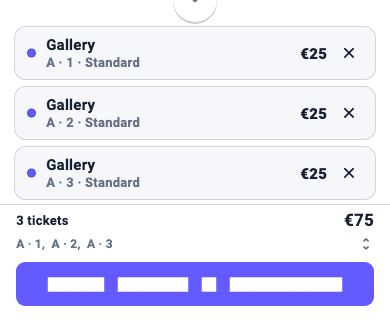 Gallery
A · 1 · Standard
€25
Gallery
A · 2 · Standard
€25
Gallery
A · 3 · Standard
€25
3 tickets
€75
A · 1, A · 2, A · 3